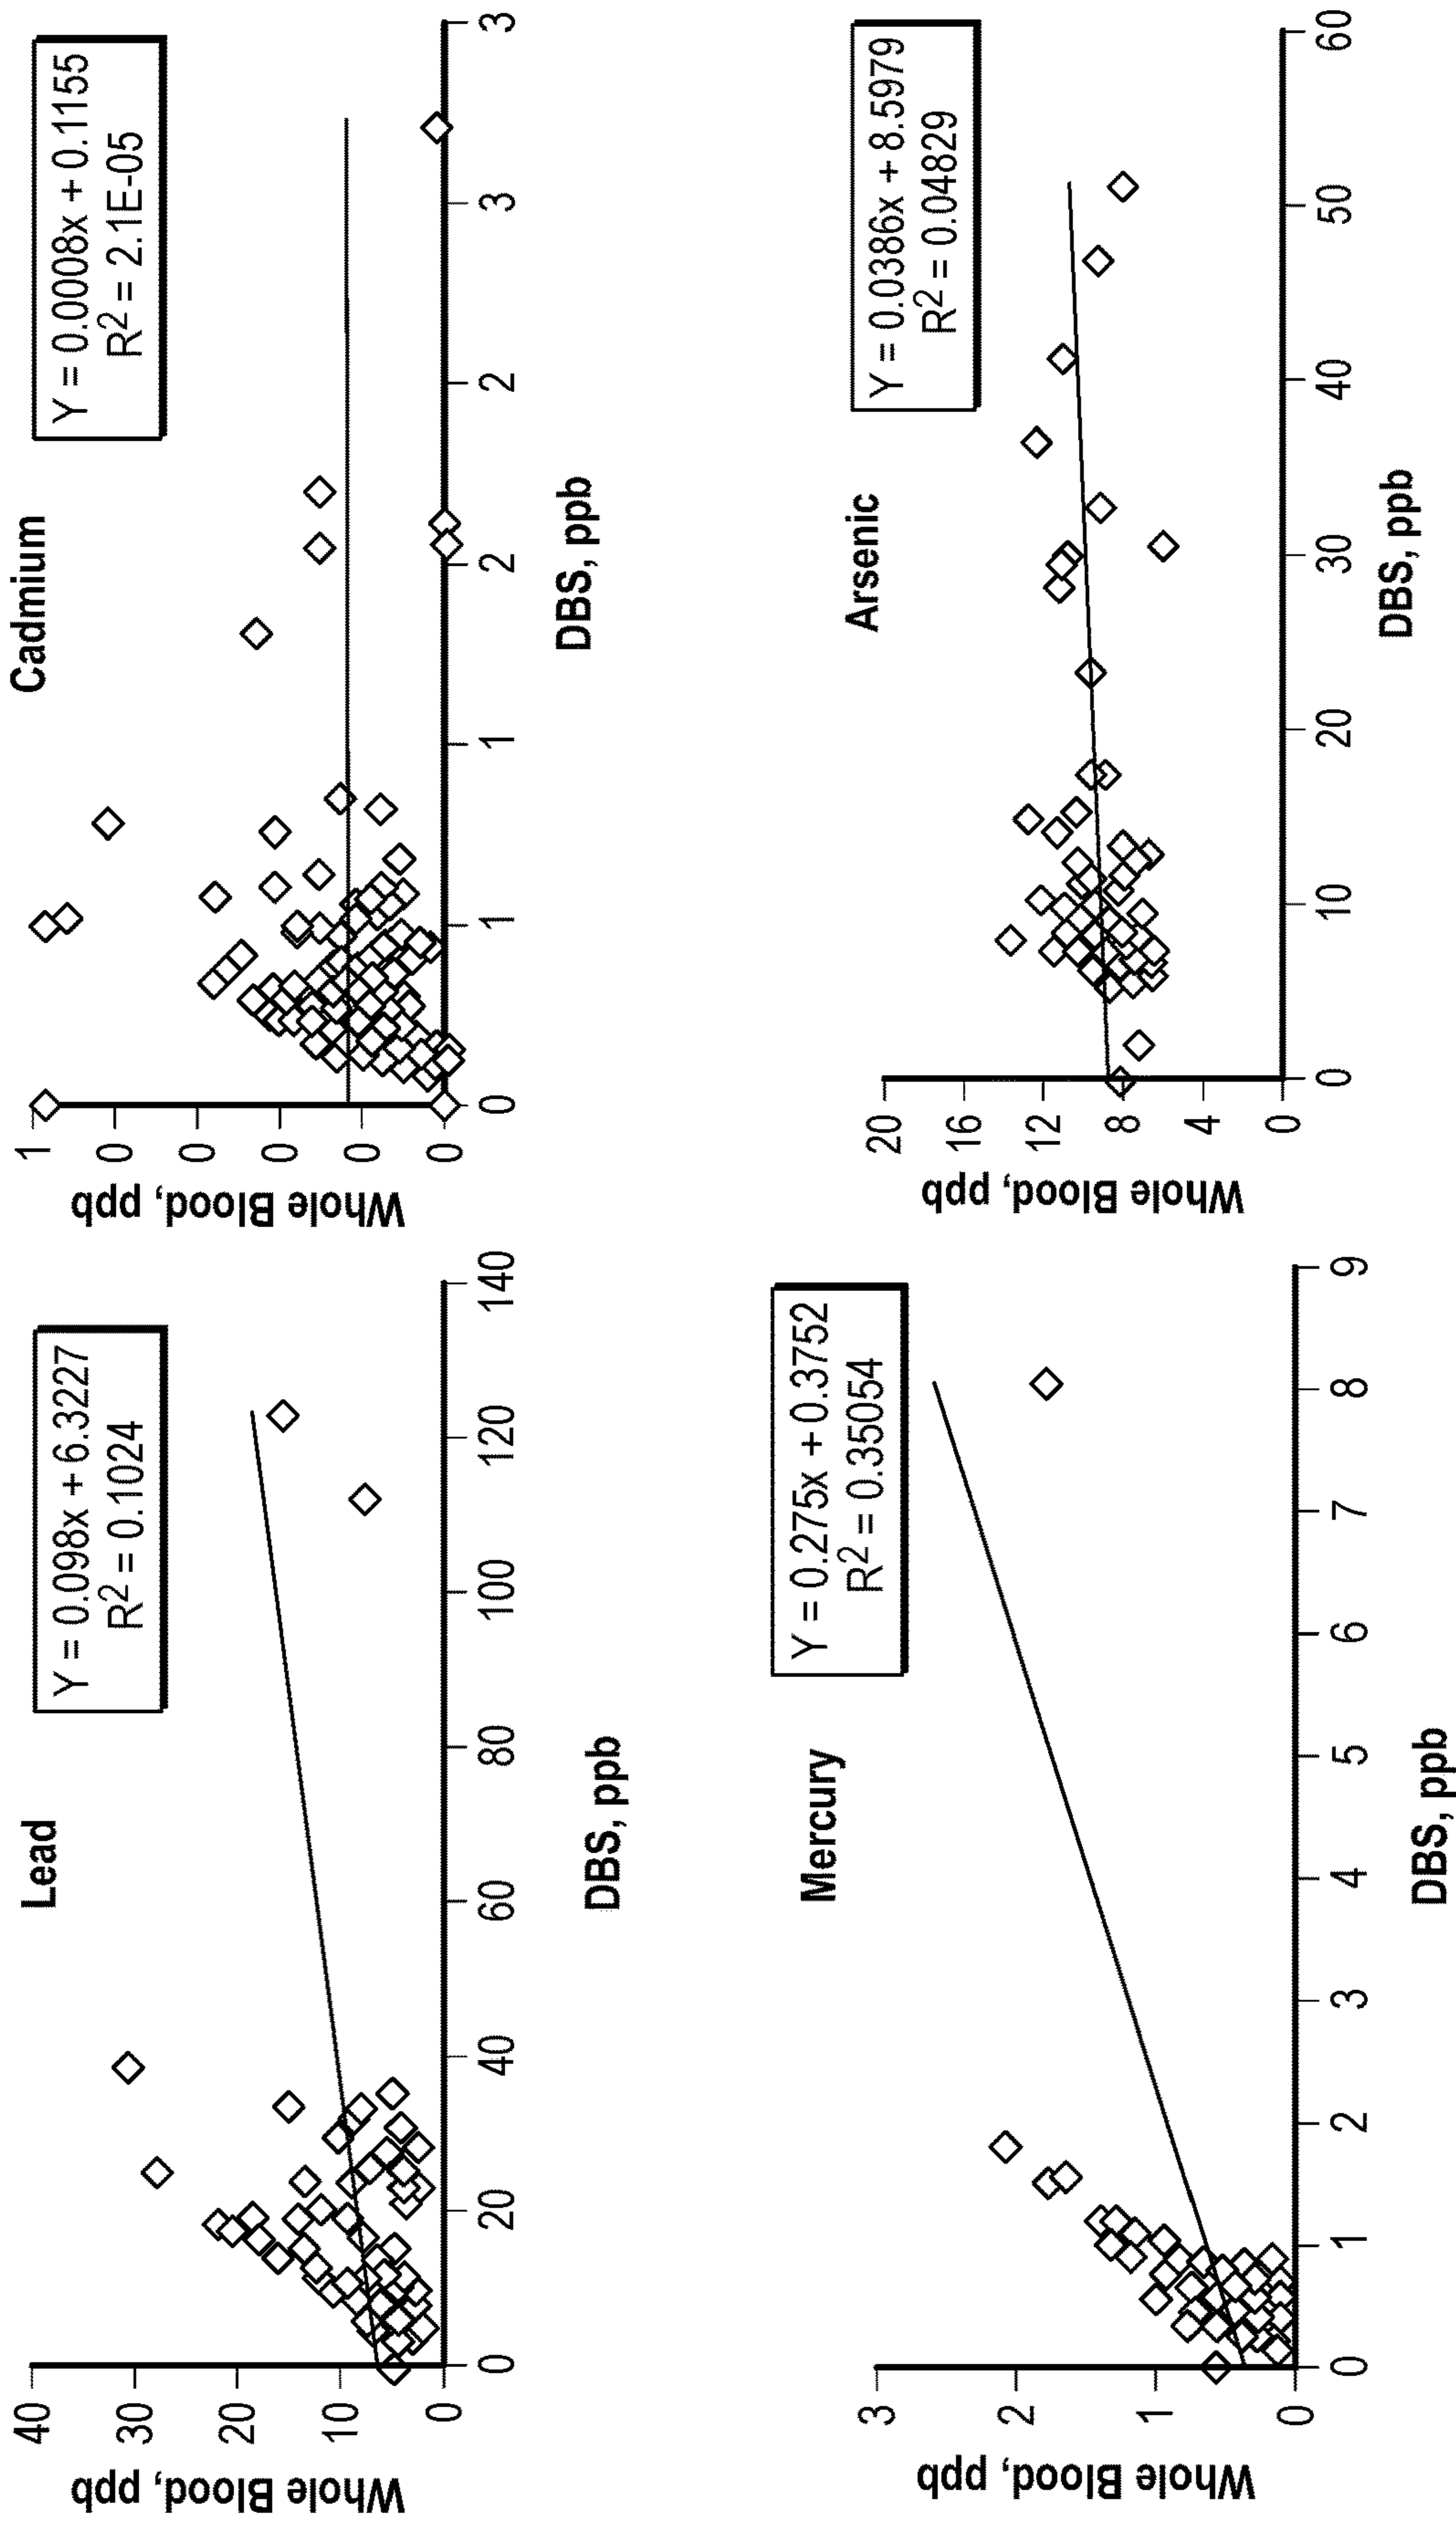 Lead
Y = 0.098x + 6.3227
R² = 0.1024
Whole Blood, ppb
40
30
20
10
0
0 20 40 60 80 100 120 140
DBS, ppb
Cadmium
Y = 0.0008x + 0.1155
R² = 2.1E-05
Whole Blood, ppb
1
0
0
0
0
0
0 1 1 2 2 3 3
DBS, ppb
Mercury
Y = 0.275x + 0.3752
R² = 0.35054
Whole Blood, ppb
3
2
1
0
0 1 2 3 4 5 6 7 8 9
DBS, ppb
Arsenic
Y = 0.0386x + 8.5979
R² = 0.04829
Whole Blood, ppb
20
16
12
8
4
0
0 10 20 30 40 50 60
DBS, ppb